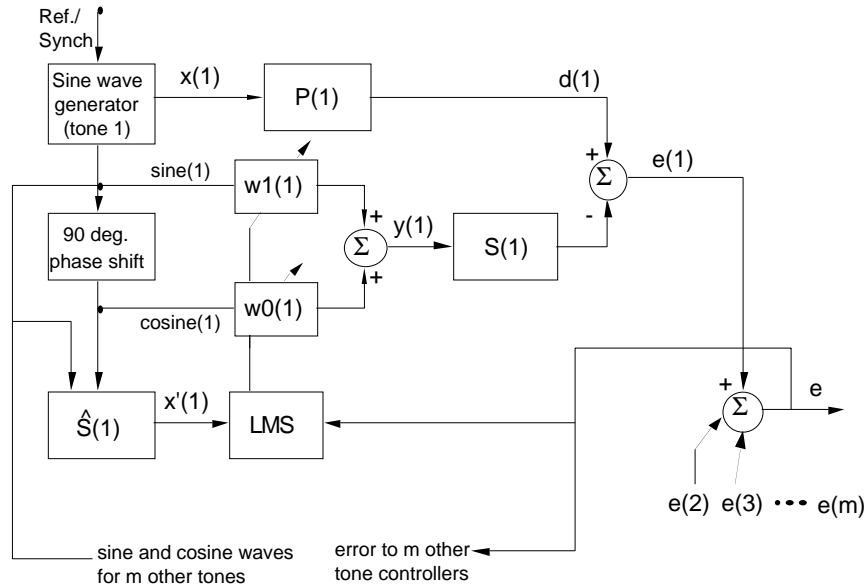 Ref./
Synch
Sine wave
generator
(tone 1)
x(1)
P(1)
d(1)
+
Σ
-
e(1)
sine(1)
w1(1)
90 deg.
phase shift
+
Σ
+
y(1)
S(1)
w0(1)
cosine(1)
Ŝ(1)
x'(1)
LMS
+
Σ
e
e(2) e(3) ••• e(m)
sine and cosine waves
for m other tones
error to m other
tone controllers